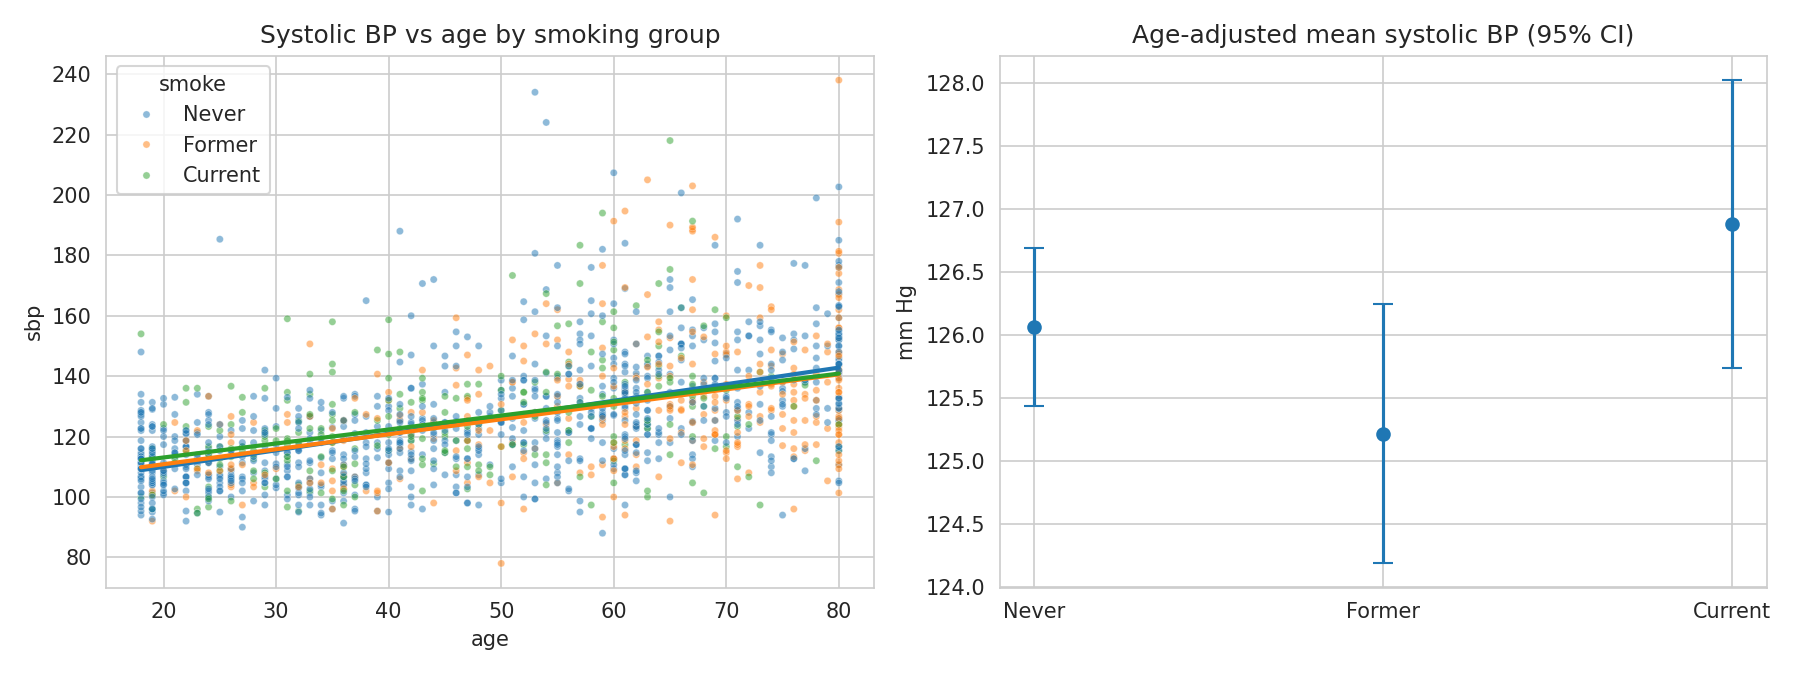 Systolic BP vs age by smoking group
smoke
Never
Former
Current
240
220
200
180
160
140
120
100
80
sbp
20 30 40 50 60 70 80
age
Age-adjusted mean systolic BP (95% CI)
128.0
127.5
127.0
126.5
126.0
125.5
125.0
124.5
124.0
mm Hg
Never Former Current